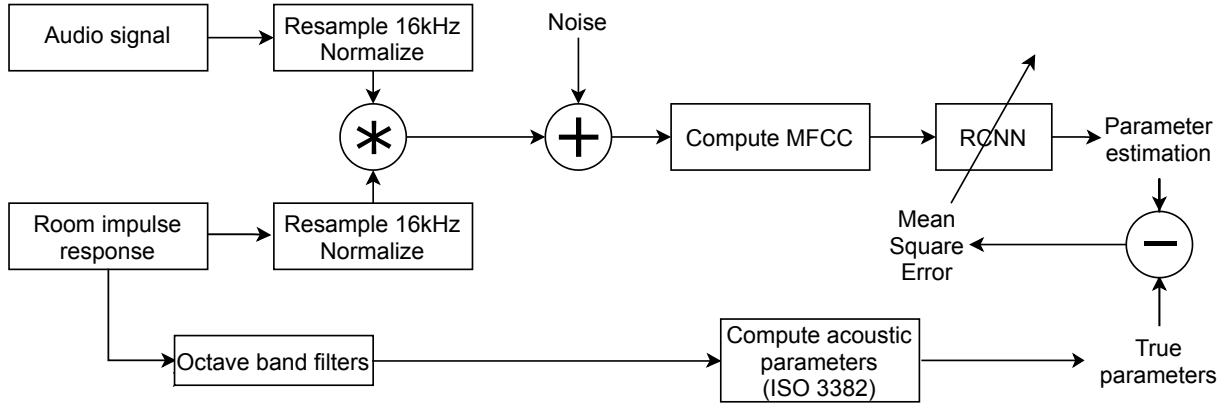 Audio signal
Resample 16kHz
Normalize
Noise
Compute MFCC
RCNN
Parameter
estimation
Room impulse
response
Resample 16kHz
Normalize
Mean
Square
Error
Octave band filters
Compute acoustic
parameters
(ISO 3382)
True
parameters